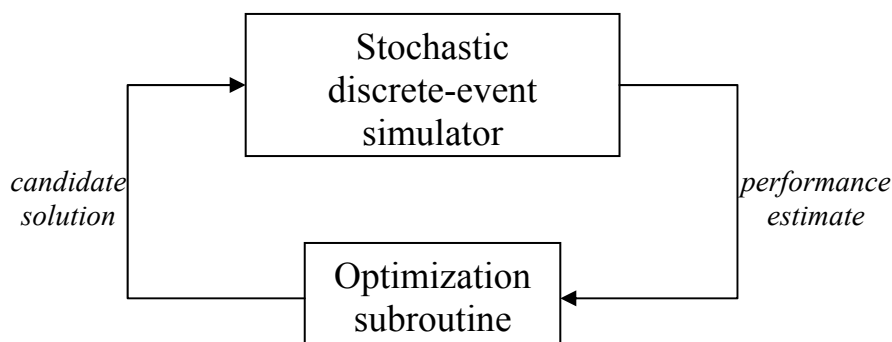 Stochastic
discrete-event
simulator
candidate
solution
performance
estimate
Optimization
subroutine